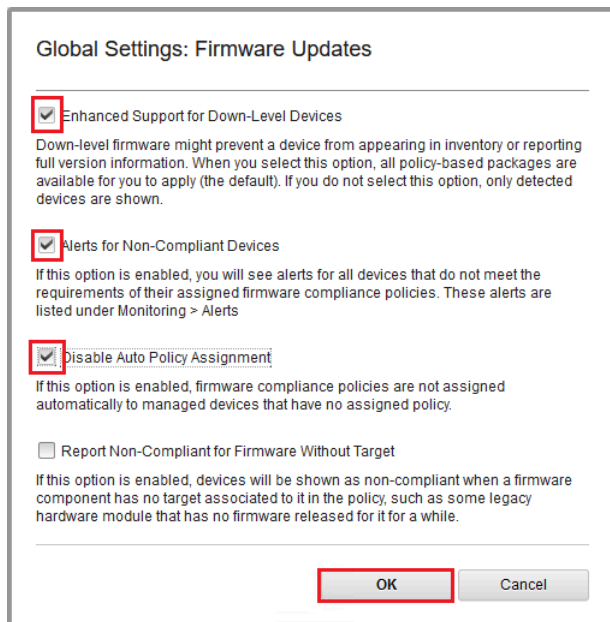 Global Settings: Firmware Updates
Enhanced Support for Down-Level Devices
Down-level firmware might prevent a device from appearing in inventory or reporting
full version information. When you select this option, all policy-based packages are
available for you to apply (the default). If you do not select this option, only detected
devices are shown.
Alerts for Non-Compliant Devices
If this option is enabled, you will see alerts for all devices that do not meet the
requirements of their assigned firmware compliance policies. These alerts are
listed under Monitoring > Alerts
Disable Auto Policy Assignment
If this option is enabled, firmware compliance policies are not assigned
automatically to managed devices that have no assigned policy.
Report Non-Compliant for Firmware Without Target
If this option is enabled, devices will be shown as non-compliant when a firmware
component has no target associated to it in the policy, such as some legacy
hardware module that has no firmware released for it for a while.
OK
Cancel